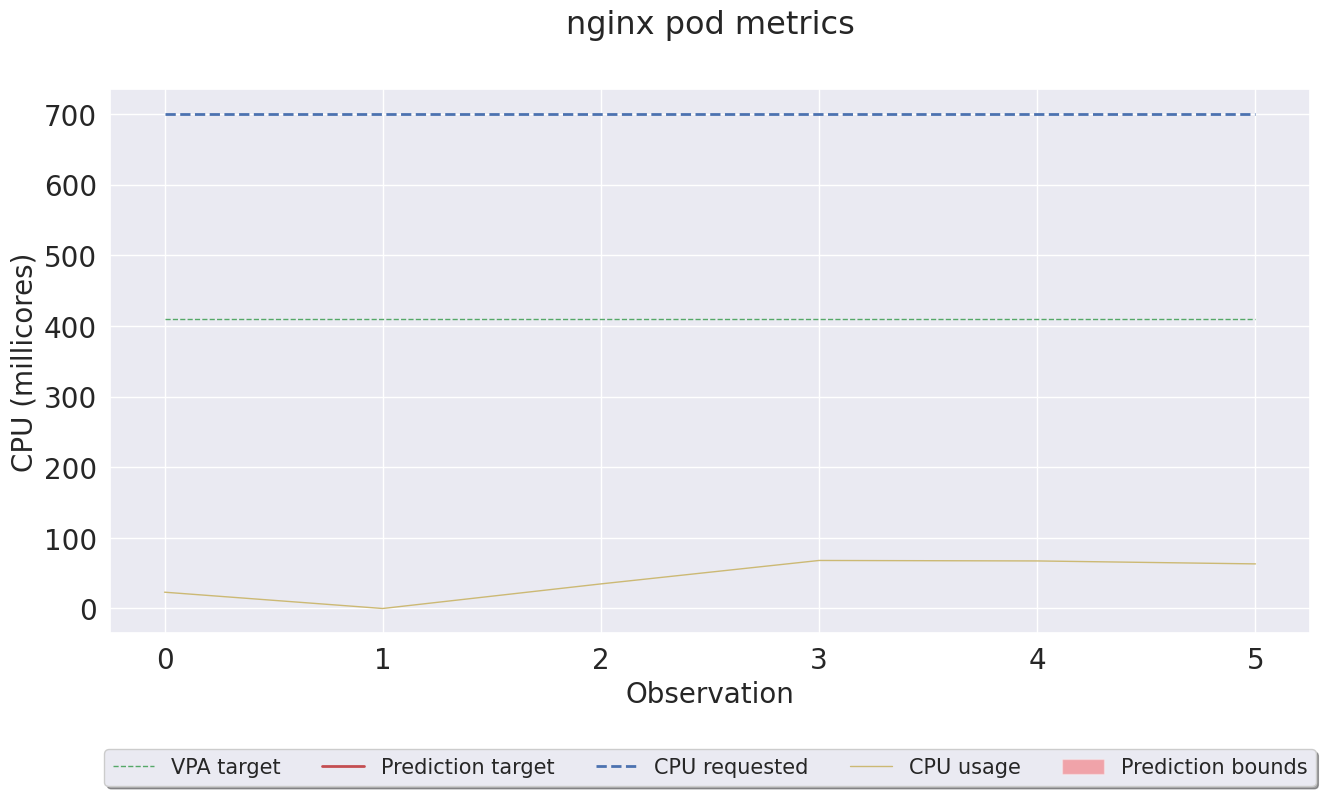 nginx pod metrics
700
600
500
400
300
200
100
0
CPU (millicores)
0 1 2 3 4 5
Observation
VPA target Prediction target CPU requested CPU usage Prediction bounds